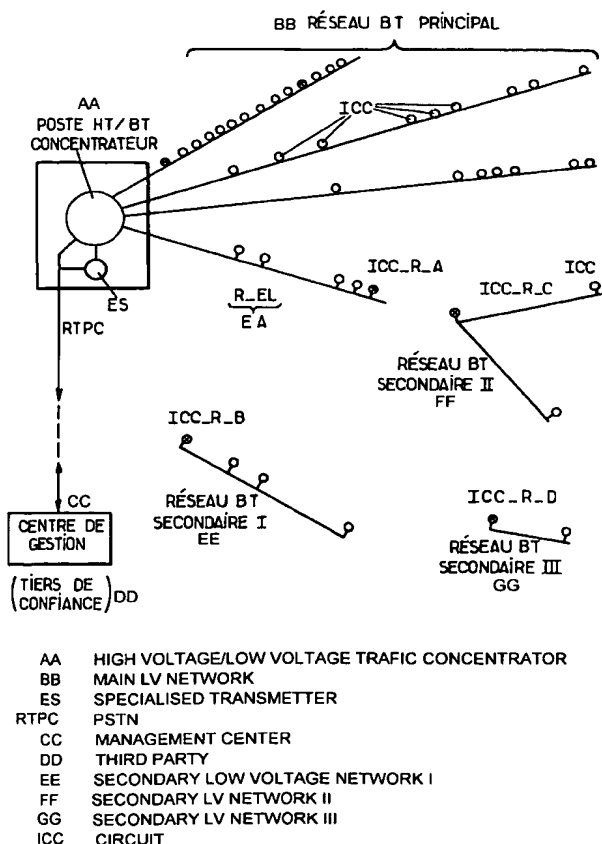 BB RÉSEAU BT PRINCIPAL
AA
POSTE HT/BT
CONCENTRATEUR
ICC
ES
RTPC
R_EL
EA
ICC_R_A
ICC_R_C
ICC
RÉSEAU BT
SECONDAIRE II
FF
ICC_R_B
RÉSEAU BT
SECONDAIRE I
EE
ICC_R_D
RÉSEAU BT
SECONDAIRE III
GG
CC
CENTRE DE
GESTION
(TIERS DE
CONFIANCE) DD
AA HIGH VOLTAGE/LOW VOLTAGE TRAFIC CONCENTRATOR
BB MAIN LV NETWORK
ES SPECIALISED TRANSMETTER
RTPC PSTN
CC MANAGEMENT CENTER
DD THIRD PARTY
EE SECONDARY LOW VOLTAGE NETWORK I
FF SECONDARY LV NETWORK II
GG SECONDARY LV NETWORK III
ICC CIRCUIT